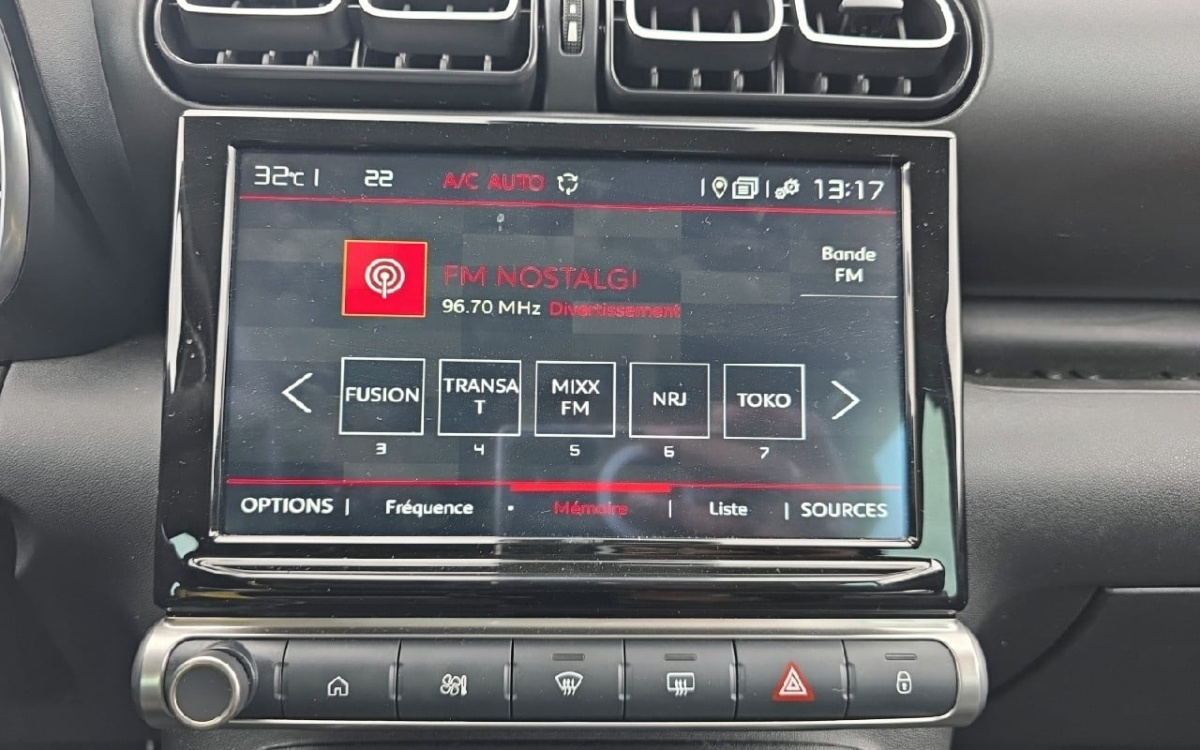 32°C 22 A/C AUTO 13:17
Bande
FM
FM NOSTALGI
96.70 MHz Divertissement
FUSION
TRANSA
T
MIXX
FM
NRJ
TOKO
3 4 5 6 7
OPTIONS Fréquence Mémoire Liste SOURCES